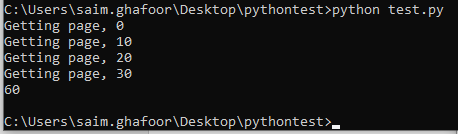 C:\Users\saim.ghafoor\Desktop\pythontest>python test.py
Getting page, 0
Getting page, 10
Getting page, 20
Getting page, 30
60
C:\Users\saim.ghafoor\Desktop\pythontest>